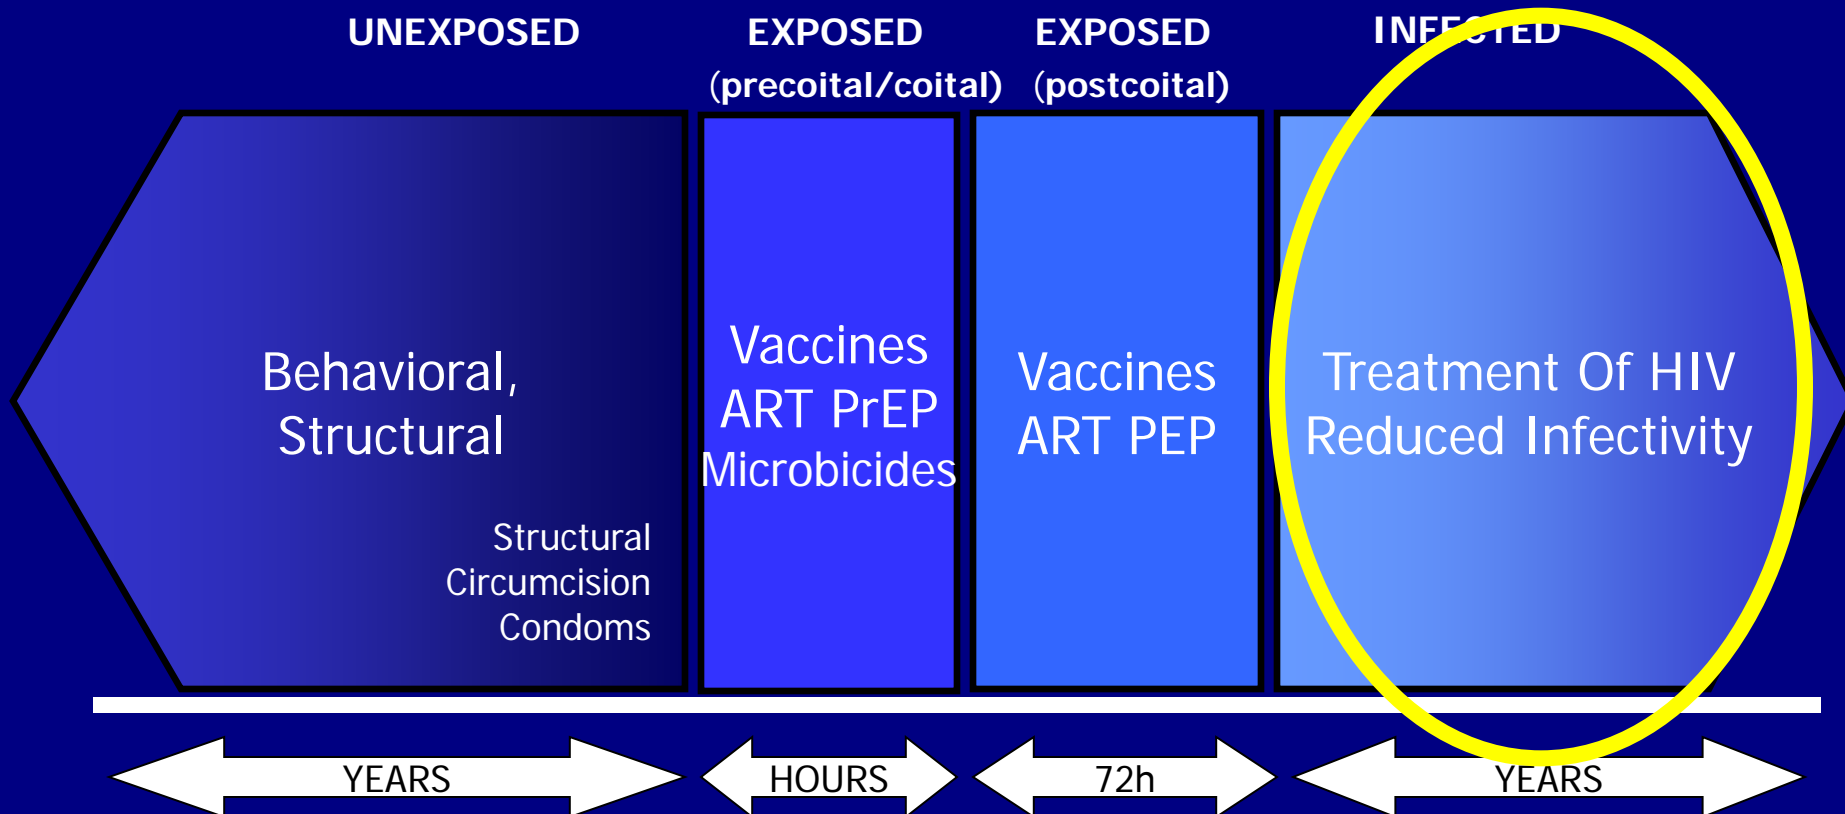 UNEXPOSED
EXPOSED
(precoital/coital)
EXPOSED
(postcoital)
INFECTED
Behavioral,
Structural
Structural
Circumcision
Condoms
Vaccines
ART PrEP
Microbicides
Vaccines
ART PEP
Treatment Of HIV
Reduced Infectivity
YEARS
HOURS
72h
YEARS